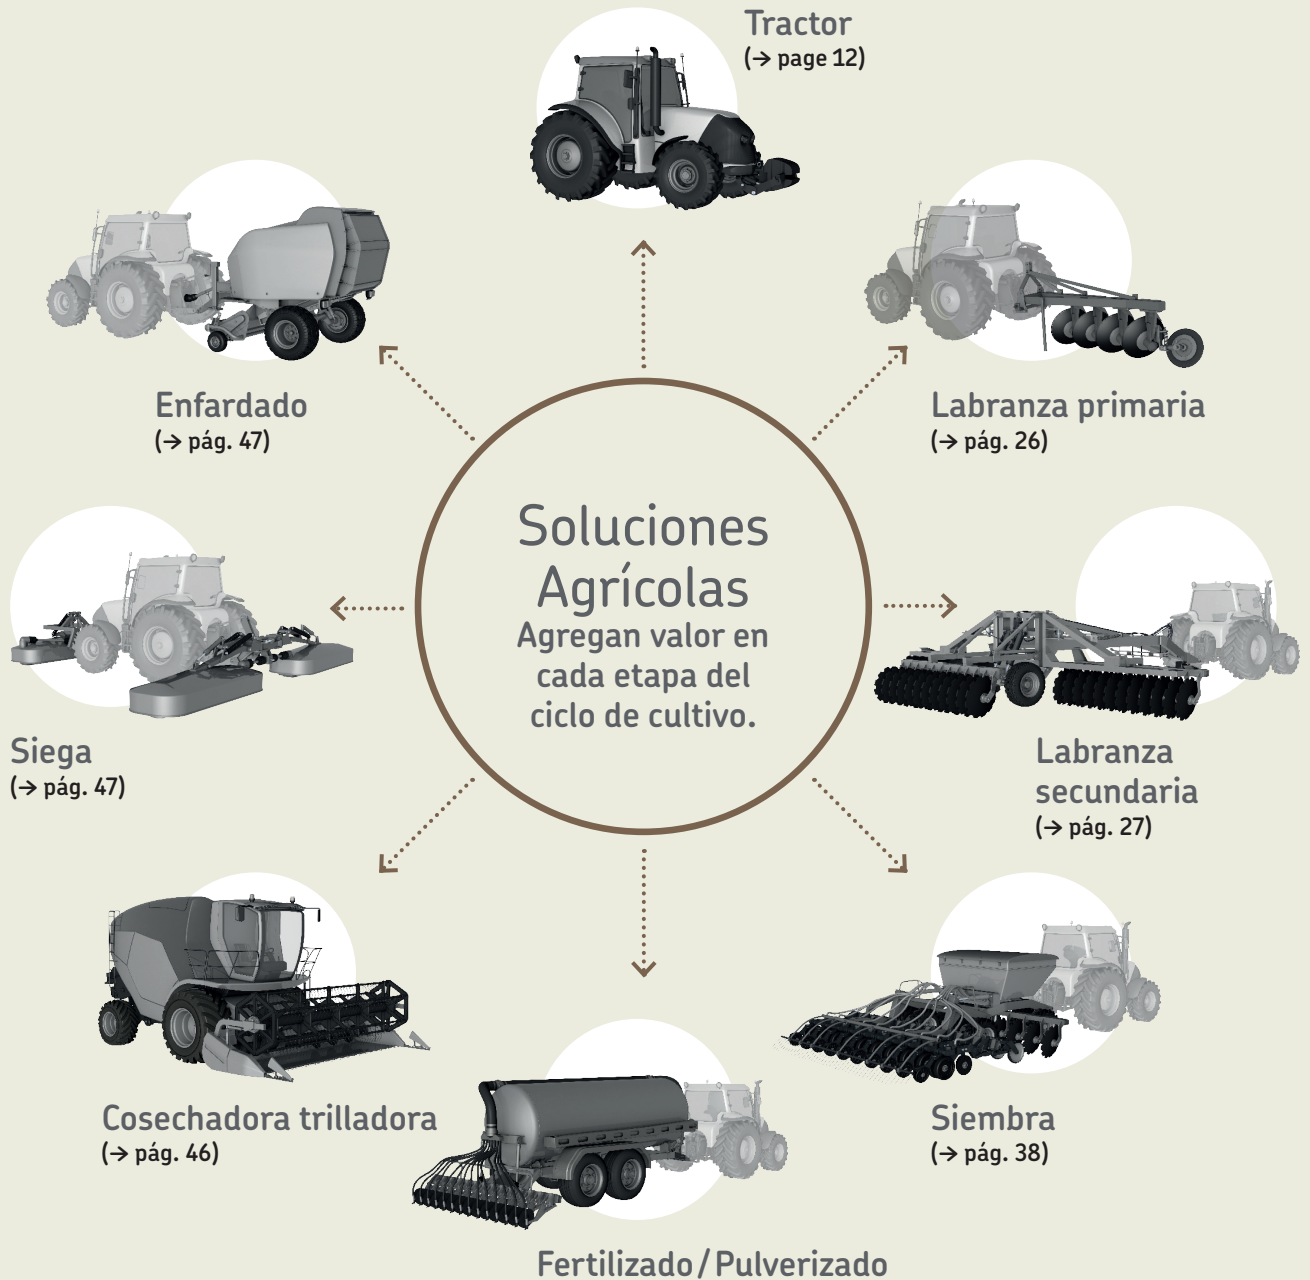 Tractor
(→ page 12)
Enfardado
(→ pág. 47)
Labranza primaria
(→ pág. 26)
Soluciones
Agrícolas
Agregan valor en
cada etapa del
ciclo de cultivo.
Siega
(→ pág. 47)
Labranza
secundaria
(→ pág. 27)
Cosechadora trilladora
(→ pág. 46)
Siembra
(→ pág. 38)
Fertilizado/Pulverizado